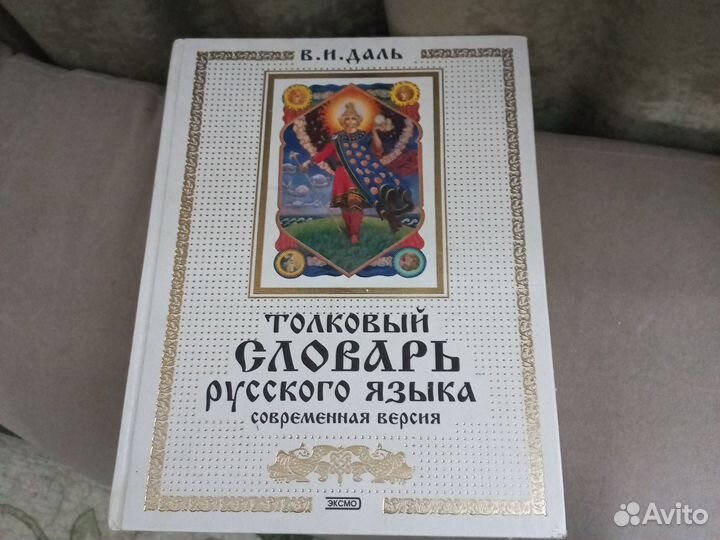 В.И.ДАЛЬ
ТОЛКОВЫЙ
СЛОВАРЬ
РУССКОГО ЯЗЫКА
СОВРЕМЕННАЯ ВЕРСИЯ
ЭКСМО
Avito